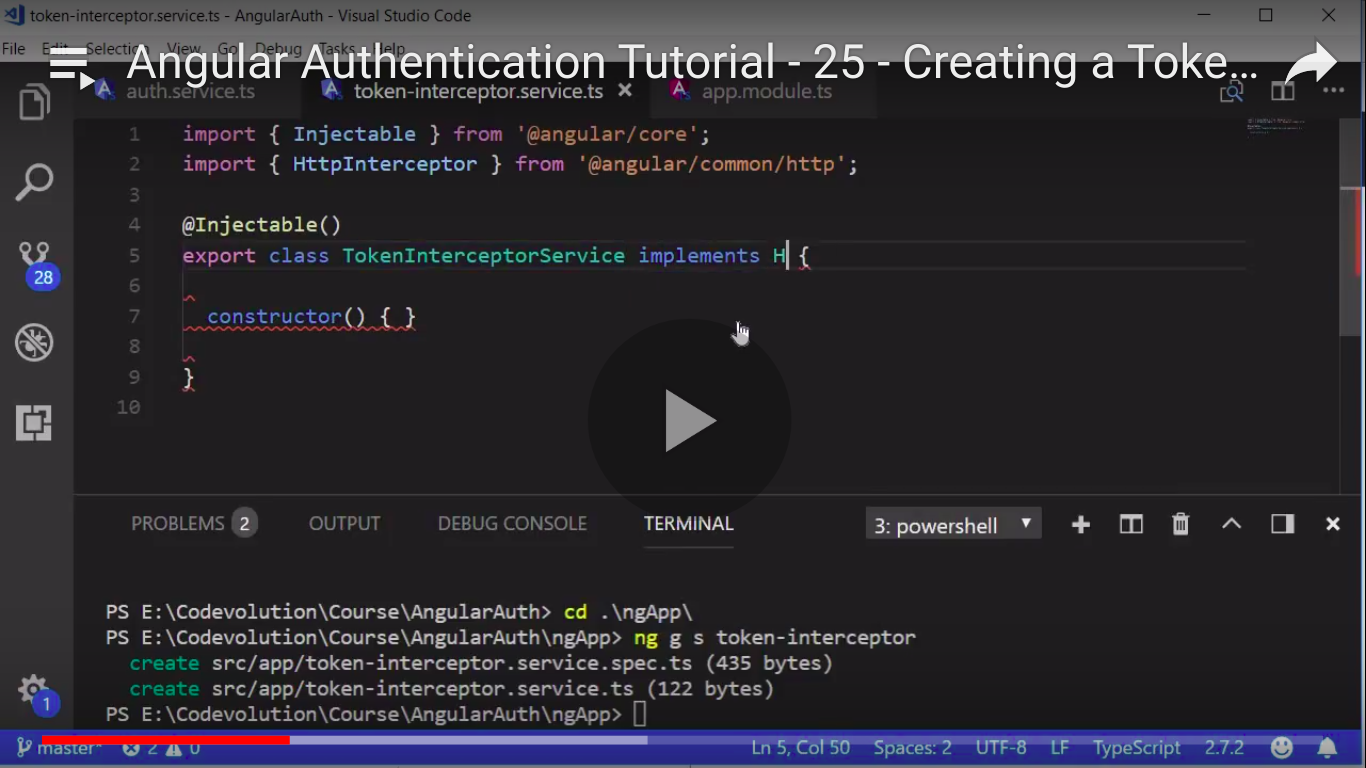 token-interceptor.service.ts - AngularAuth - Visual Studio Code
File Edit Selection View Go Debug Tasks Help
Angular Authentication Tutorial - 25 - Creating a Toke...
auth.service.ts token-interceptor.service.ts app.module.ts
1 import { Injectable } from '@angular/core';
2 import { HttpInterceptor } from '@angular/common/http';
3
4 @Injectable()
5 export class TokenInterceptorService implements H {
6
7 constructor() { }
8
9 }
10
28
PROBLEMS 2 OUTPUT DEBUG CONSOLE TERMINAL 3: powershell
PS E:\Codevolution\Course\AngularAuth> cd .\ngApp\
PS E:\Codevolution\Course\AngularAuth\ngApp> ng g s token-interceptor
create src/app/token-interceptor.service.spec.ts (435 bytes)
create src/app/token-interceptor.service.ts (122 bytes)
PS E:\Codevolution\Course\AngularAuth\ngApp>
1
master* 2 0 Ln 5, Col 50 Spaces: 2 UTF-8 LF TypeScript 2.7.2